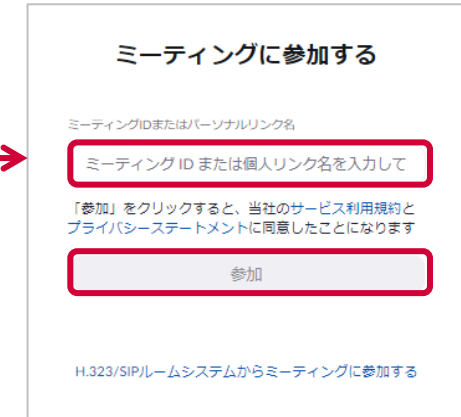 ミーティングに参加する
ミーティングIDまたはパーソナルリンク名
ミーティング ID または個人リンク名を入力して
「参加」をクリックすると、当社のサービス利用規約と
プライバシーステートメントに同意したことになります
参加
H.323/SIPルームシステムからミーティングに参加する